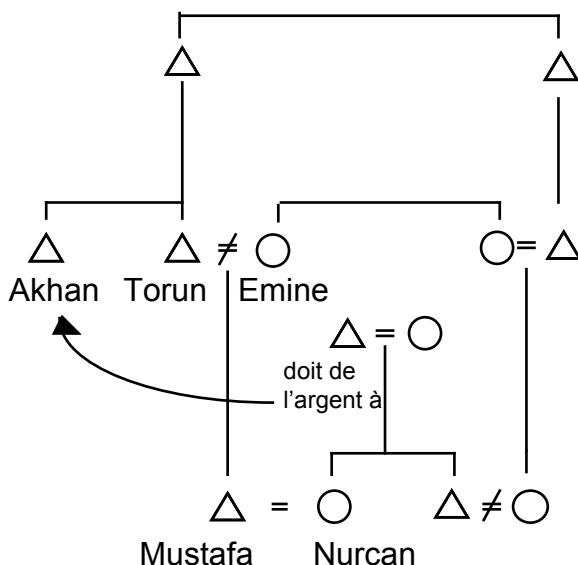 Akhan Torun Emine
doit de
l'argent à
Mustafa Nurcan